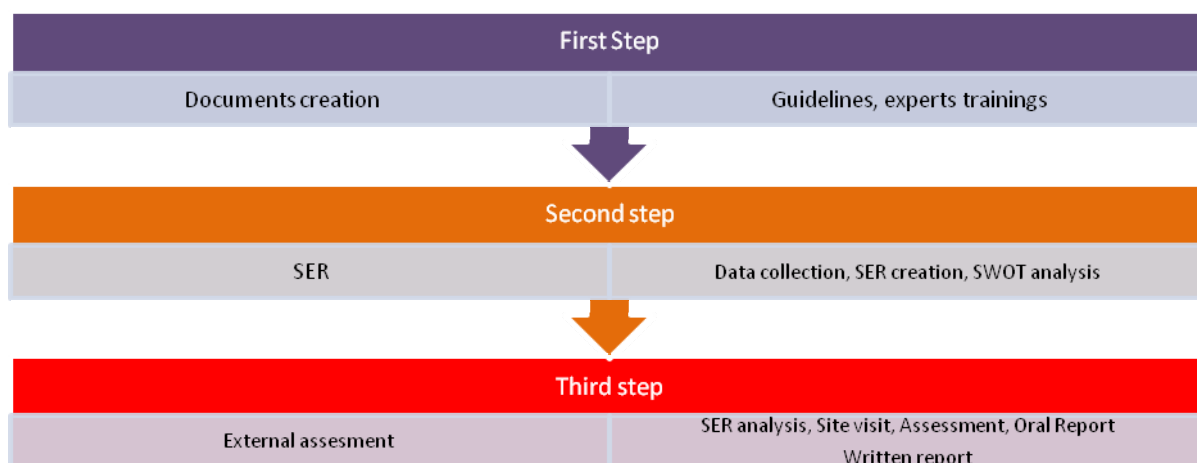 First Step
Documents creation
Guidelines, experts trainings
Second step
SER
Data collection, SER creation, SWOT analysis
Third step
External assesment
SER analysis, Site visit, Assessment, Oral Report
Written report